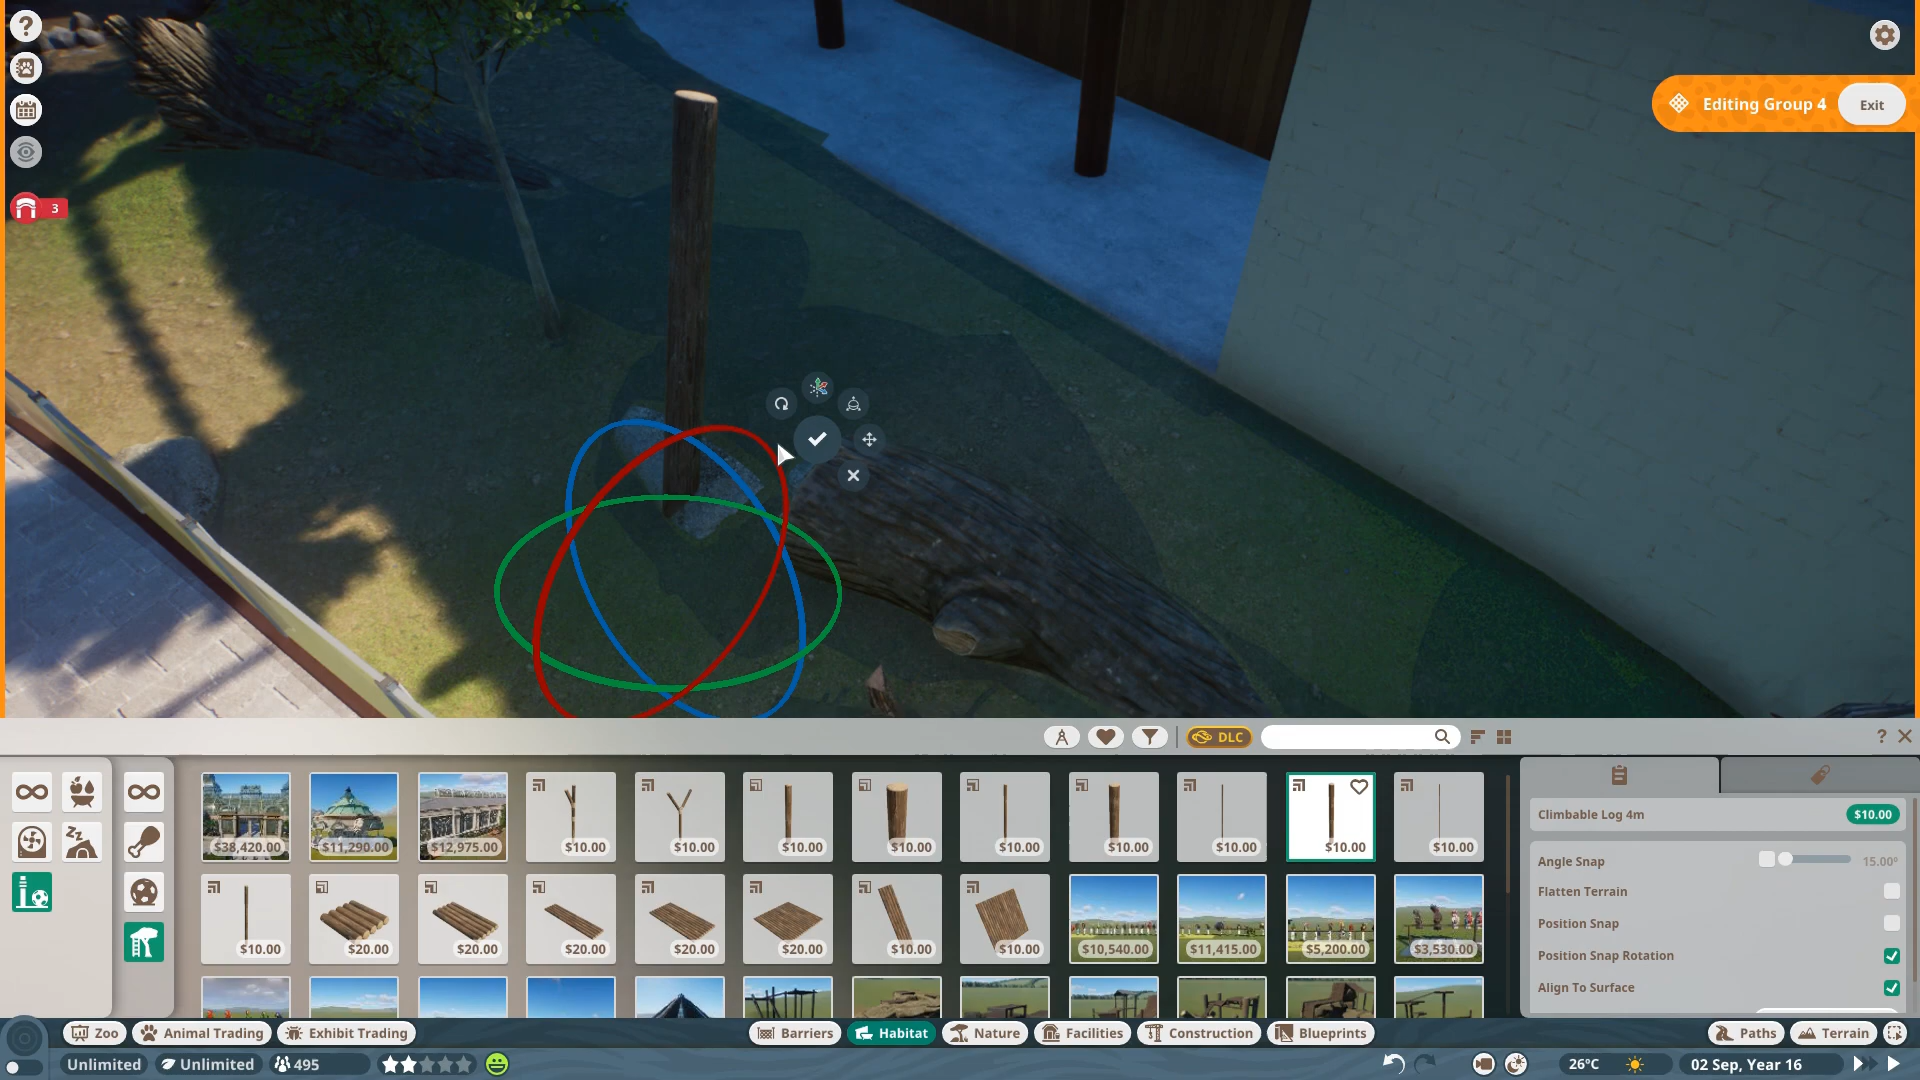 ?
Editing Group 4
Exit
3
DLC
?
$38,420.00
$11,290.00
$12,975.00
$10.00
$10.00
$10.00
$10.00
$10.00
$10.00
$10.00
$10.00
$10.00
$10.00
$20.00
$20.00
$20.00
$20.00
$20.00
$10.00
$10.00
$10,540.00
$11,415.00
$5,200.00
$3,530.00
Climbable Log 4m
$10.00
Angle Snap
15.00°
Flatten Terrain
Position Snap
Position Snap Rotation
Align To Surface
Zoo
Animal Trading
Exhibit Trading
Barriers
Habitat
Nature
Facilities
Construction
Blueprints
Paths
Terrain
Unlimited
Unlimited
495
26°C
02 Sep, Year 16